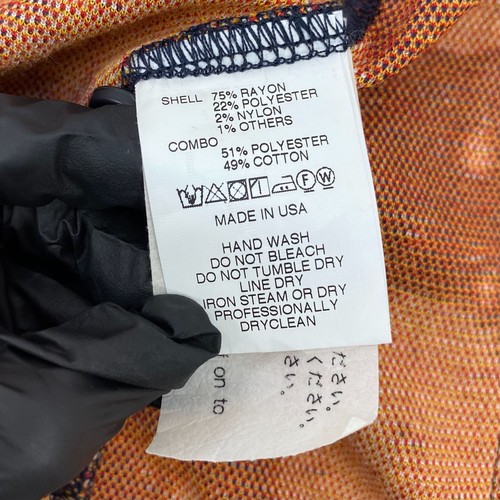 SHELL 75% RAYON
22% POLYESTER
2% NYLON
1% OTHERS
COMBO 51% POLYESTER
49% COTTON
F W
MADE IN USA
HAND WASH
DO NOT BLEACH
DO NOT TUMBLE DRY
LINE DRY
IRON STEAM OR DRY
PROFESSIONALLY
DRYCLEAN
on to
ださい。
ください。
さい。